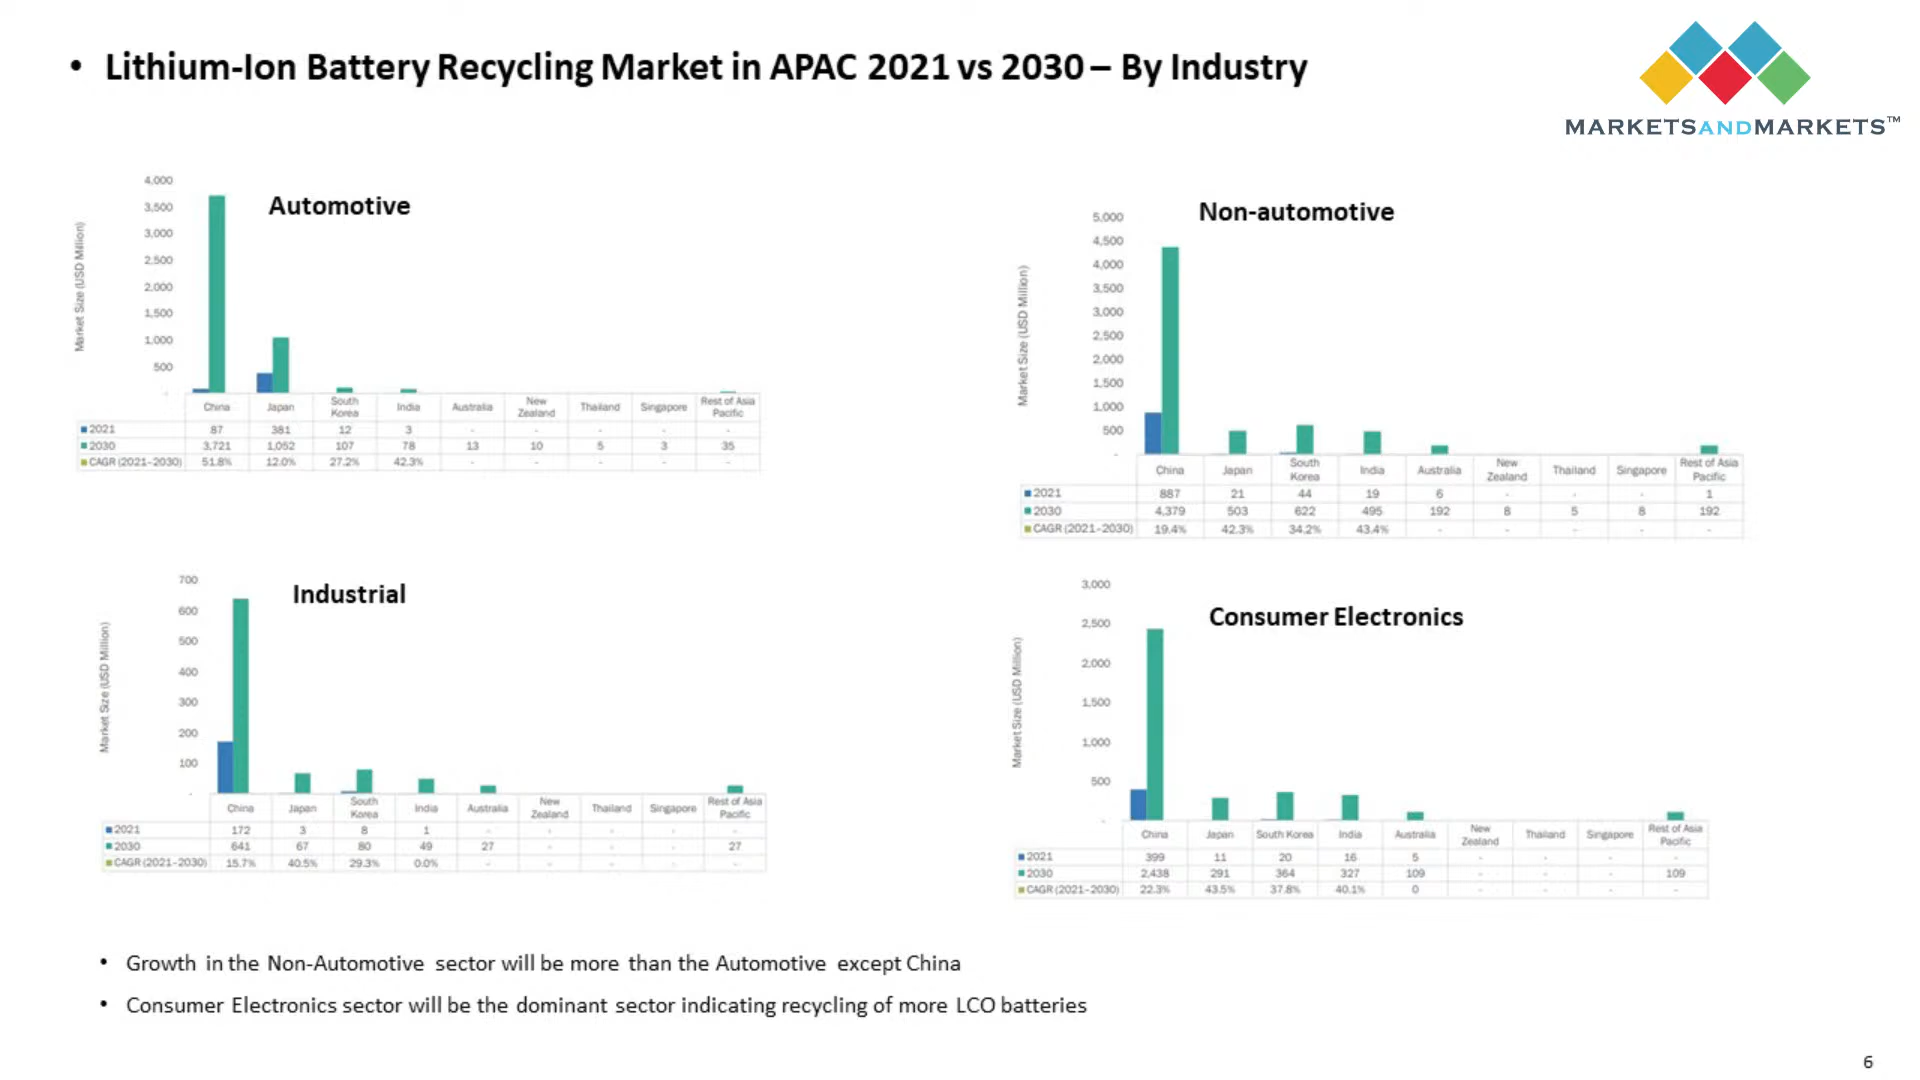 • Lithium-Ion Battery Recycling Market in APAC 2021 vs 2030 – By Industry
MARKETSANDMARKETS™
Automotive
Market Size (USD Million)
4,000
3,500
3,000
2,500
2,000
1,500
1,000
500
-
China Japan South Korea India Australia New Zealand Thailand Singapore Rest of Asia Pacific
2021 87 381 12 3 - - - - -
2030 3,721 1,052 107 78 13 10 5 3 35
CAGR (2021-2030) 51.8% 12.0% 27.2% 42.3% - - - - -
Non-automotive
Market Size (USD Million)
5,000
4,500
4,000
3,500
3,000
2,500
2,000
1,500
1,000
500
-
China Japan South Korea India Australia New Zealand Thailand Singapore Rest of Asia Pacific
2021 887 21 44 19 6 - - - 1
2030 4,379 503 622 495 192 8 5 8 192
CAGR (2021-2030) 19.4% 42.3% 34.2% 43.4% - - - - -
Industrial
Market Size (USD Million)
700
600
500
400
300
200
100
-
China Japan South Korea India Australia New Zealand Thailand Singapore Rest of Asia Pacific
2021 172 3 8 1 - - - - -
2030 641 67 80 49 27 - - - 27
CAGR (2021-2030) 15.7% 40.5% 29.3% 0.0% - - - - -
Consumer Electronics
Market Size (USD Million)
3,000
2,500
2,000
1,500
1,000
500
-
China Japan South Korea India Australia New Zealand Thailand Singapore Rest of Asia Pacific
2021 399 11 20 16 5 - - - -
2030 2,438 291 364 327 109 - - - 109
CAGR (2021-2030) 22.3% 43.5% 37.8% 40.1% 0 - - - -
• Growth in the Non-Automotive sector will be more than the Automotive except China
• Consumer Electronics sector will be the dominant sector indicating recycling of more LCO batteries
6